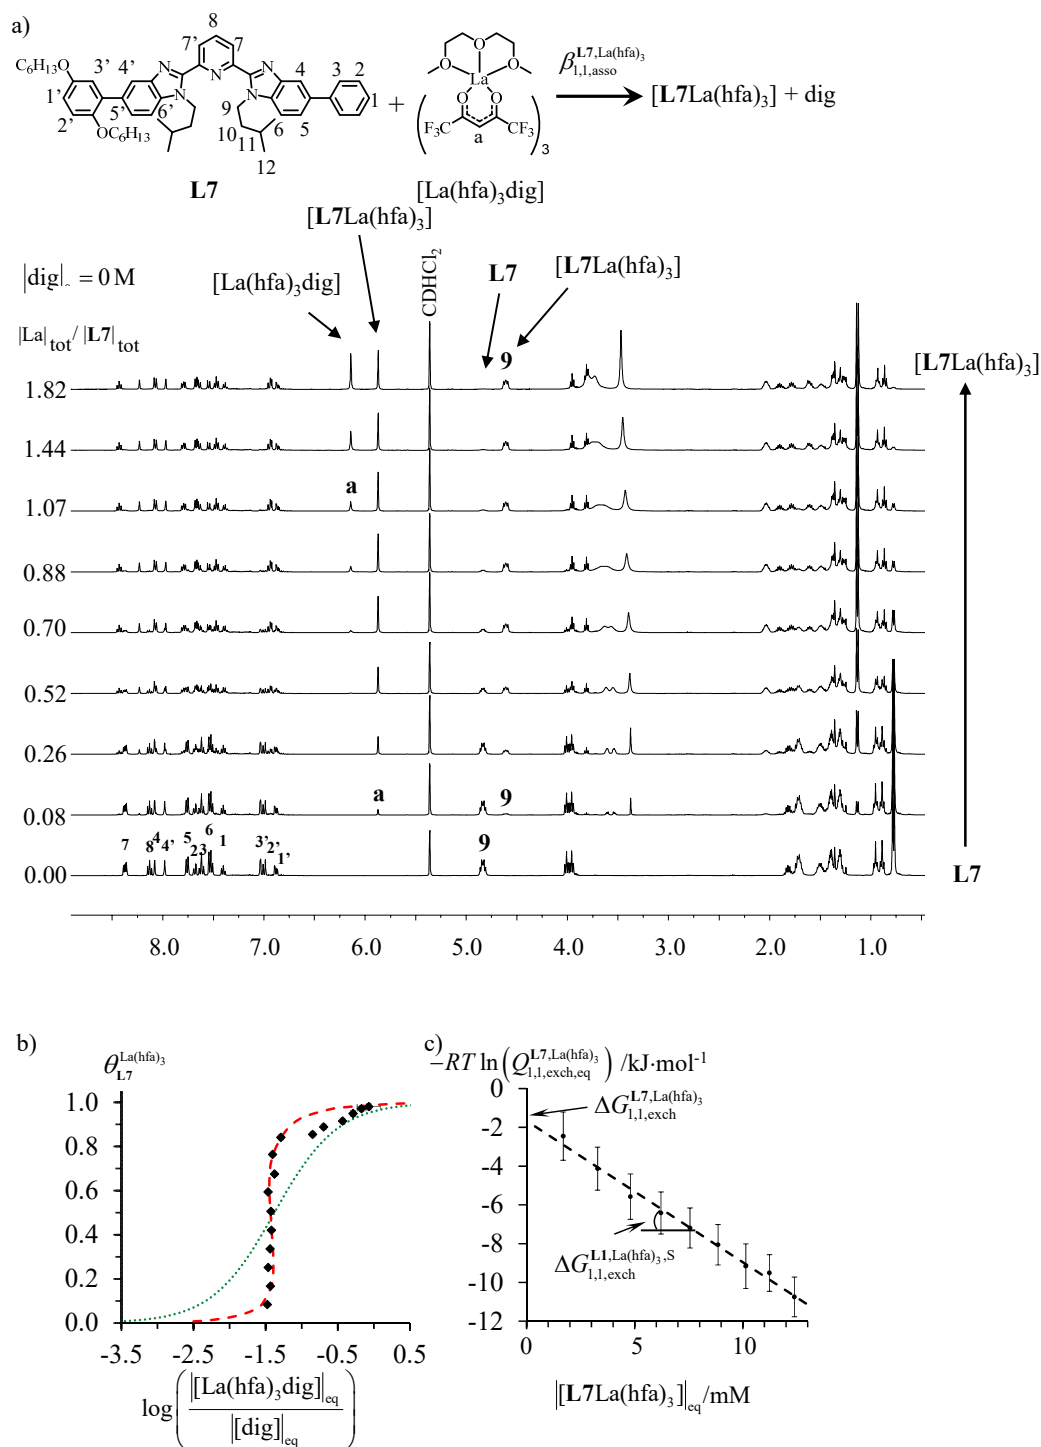 a)
8
7' 7
C₆H₁₃O 3' 4' N N N 4 3 2
1' 5' N N 1
2' 6' 9 6 5
OC₆H₁₃ 10 11
12
L7
+
O
O O
La
O O
F₃C CF₃
a
3
[La(hfa)₃dig]
β 1,1,asso L7,La(hfa)₃
[L7La(hfa)₃] + dig
[L7La(hfa)₃]
|dig| = 0 M
[La(hfa)₃dig]
CDHCl₂
L7
[L7La(hfa)₃]
|La|tot / |L7|tot
9
[L7La(hfa)₃]
1.82
1.44
a
1.07
0.88
0.70
0.52
0.26
a 9
0.08
7 8 4 4' 5 2 3 6 1 3' 2' 1' 9
0.00
L7
8.0 7.0 6.0 5.0 4.0 3.0 2.0 1.0
b)
θ L7 La(hfa)₃
1.0
0.8
0.6
0.4
0.2
0.0
-3.5 -2.5 -1.5 -0.5 0.5
log( |[La(hfa)₃dig]|eq / |[dig]|eq )
c)
−RT ln(Q 1,1,exch,eq L7,La(hfa)₃) /kJ·mol⁻¹
0
-2
-4
-6
-8
-10
-12
ΔG 1,1,exch L7,La(hfa)₃
ΔG 1,1,exch L1,La(hfa)₃,S
0 5 10
|[L7La(hfa)₃]|eq /mM